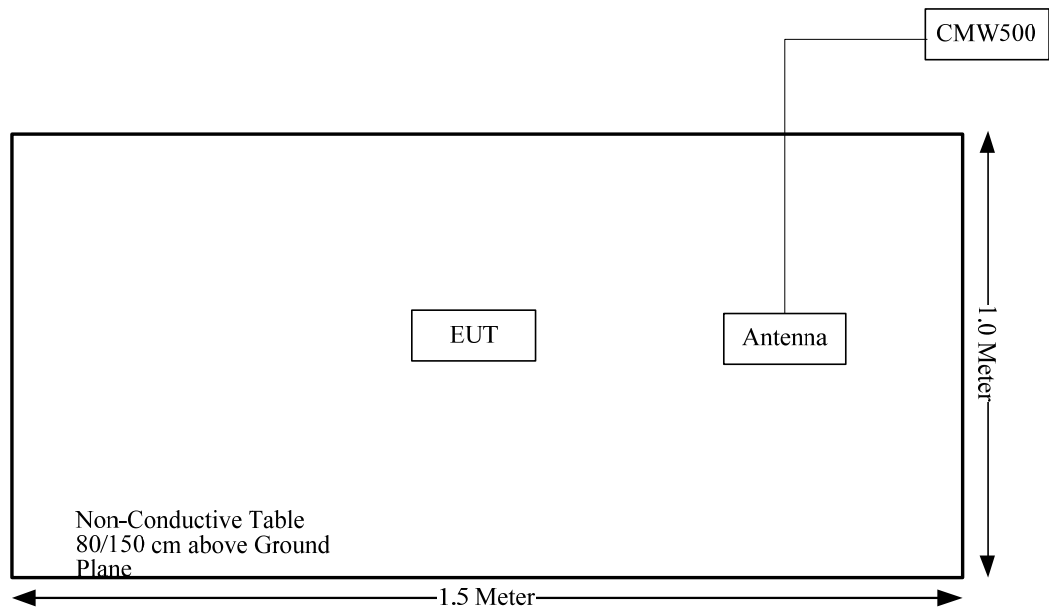 CMW500
EUT
Antenna
1.0 Meter
Non-Conductive Table
80/150 cm above Ground
Plane
1.5 Meter